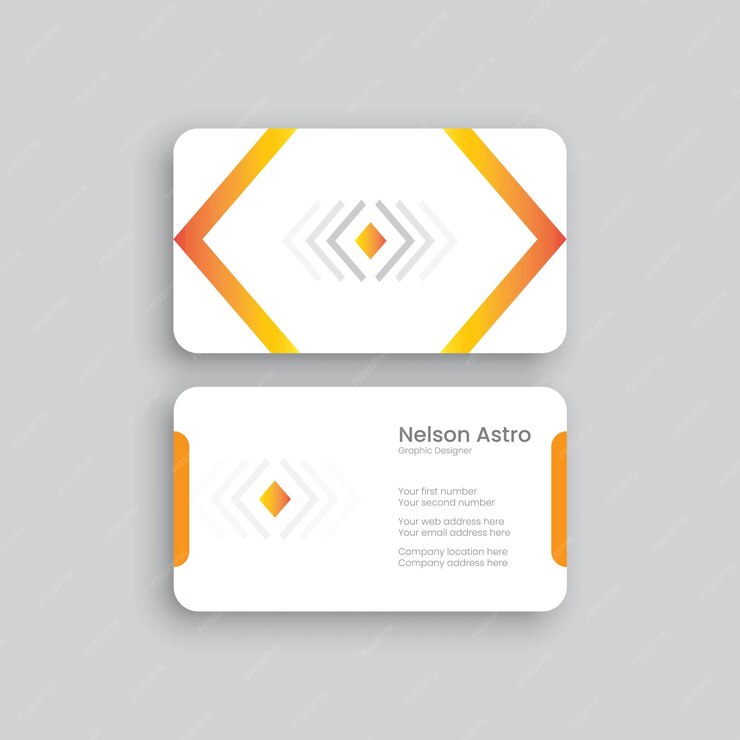 Nelson Astro
Graphic Designer
Your first number
Your second number
Your web address here
Your email address here
Company location here
Company address here